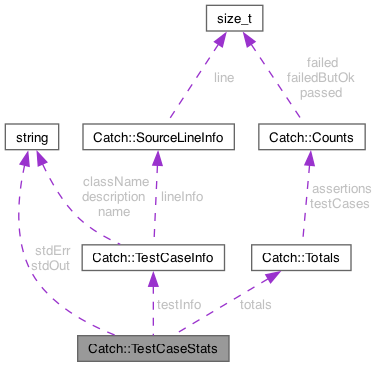 size_t
line
failed
failedButOk
passed
string
Catch::SourceLineInfo
Catch::Counts
className
description
name
lineInfo
assertions
testCases
stdErr
stdOut
Catch::TestCaseInfo
Catch::Totals
testInfo
totals
Catch::TestCaseStats